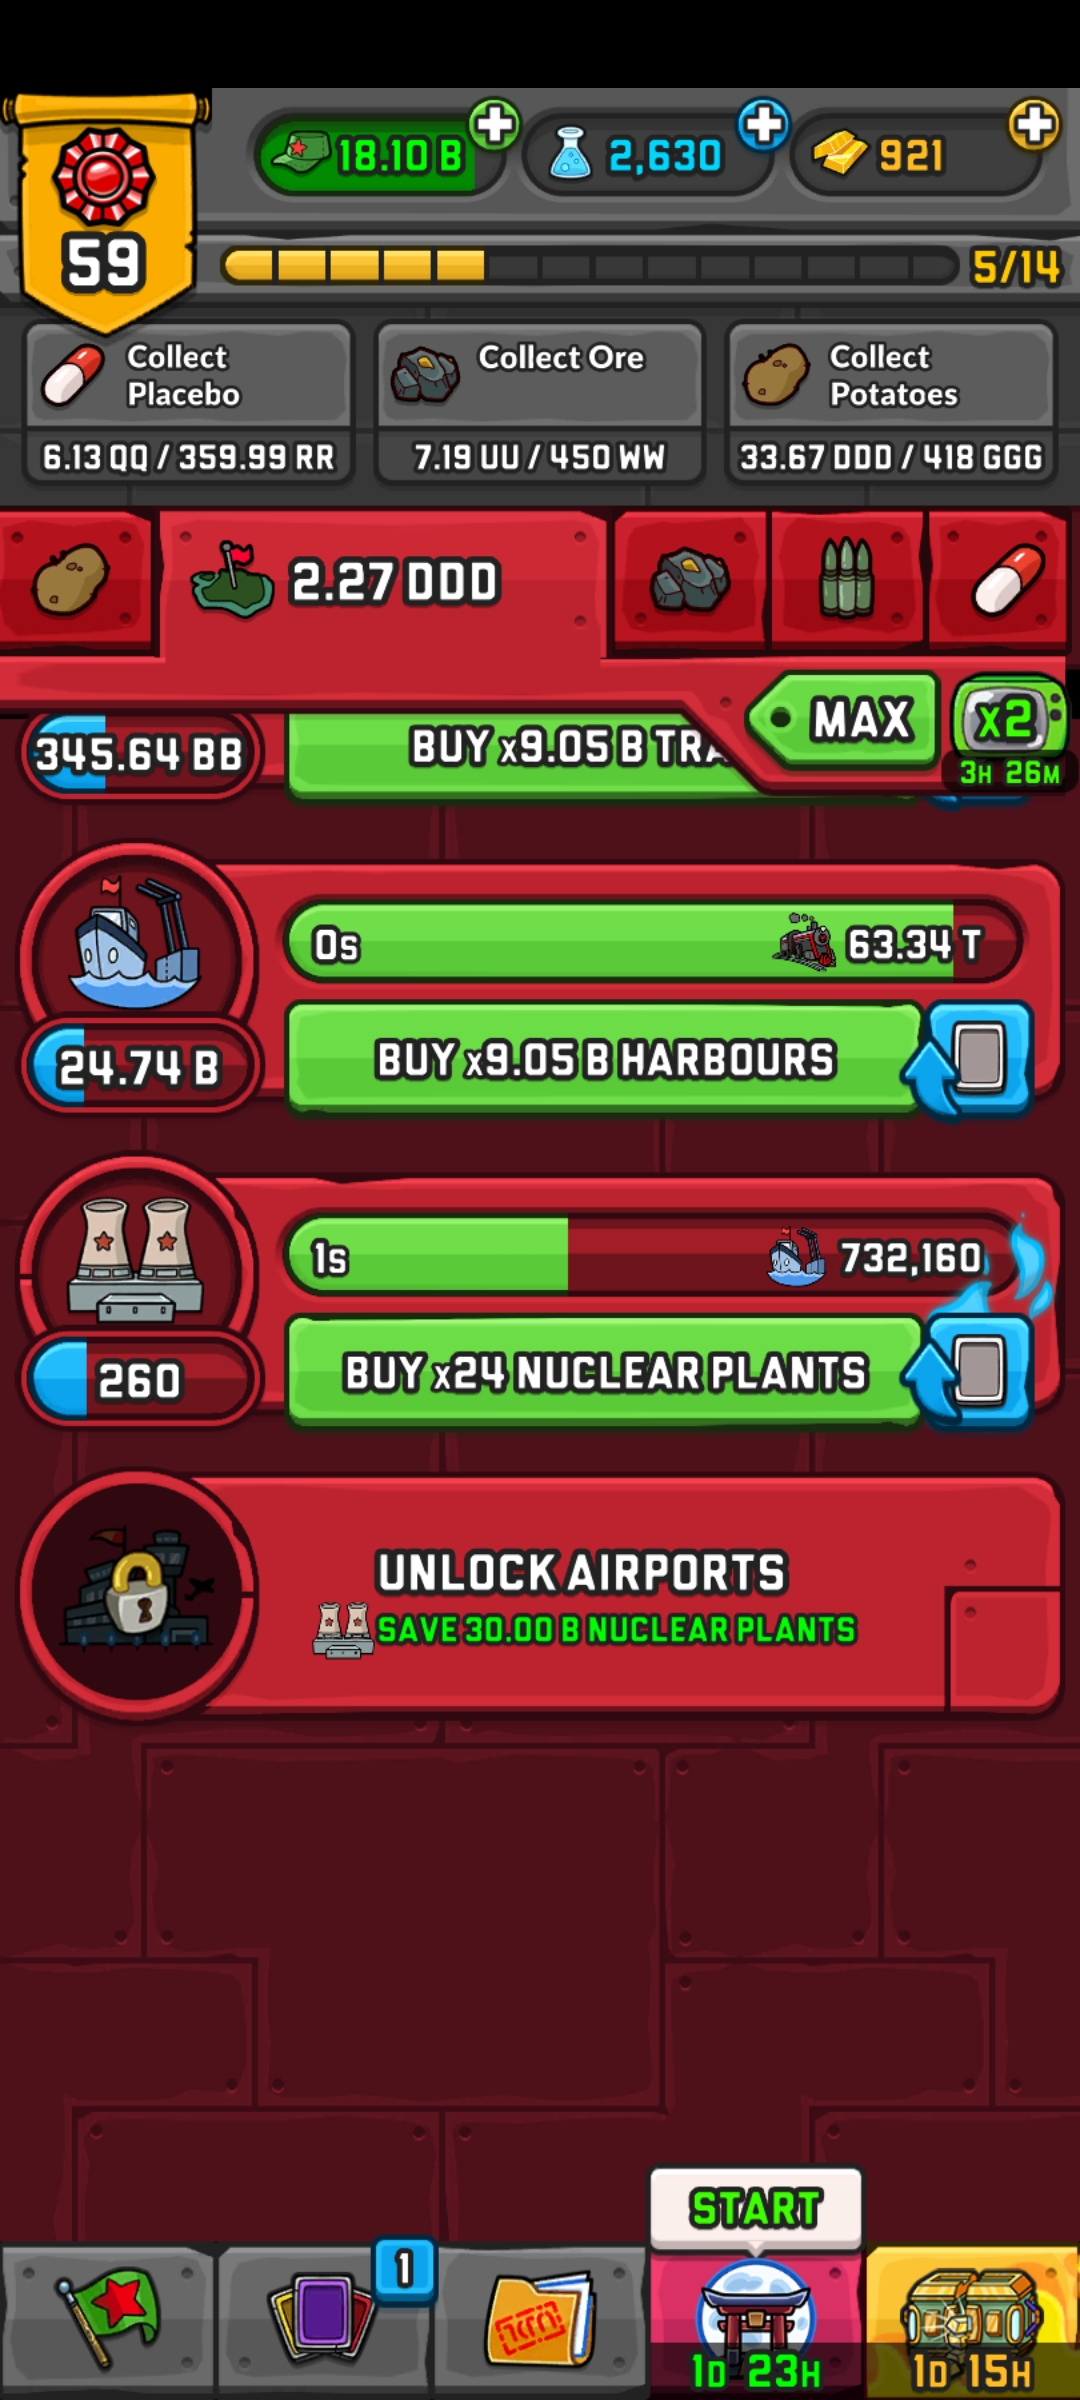 18.10 B
2,630
921
59
5/14
Collect
Placebo
6.13 QQ / 359.99 RR
Collect Ore
7.19 UU / 450 WW
Collect
Potatoes
33.67 DDD / 418 GGG
2.27 DDD
MAX
x2
3H 26M
345.64 BB
BUY x9.05 B TRA
0s
63.34 T
24.74 B
BUY x9.05 B HARBOURS
1s
732,160
260
BUY x24 NUCLEAR PLANTS
UNLOCK AIRPORTS
SAVE 30.00 B NUCLEAR PLANTS
START
1
1D 23H
1D 15H